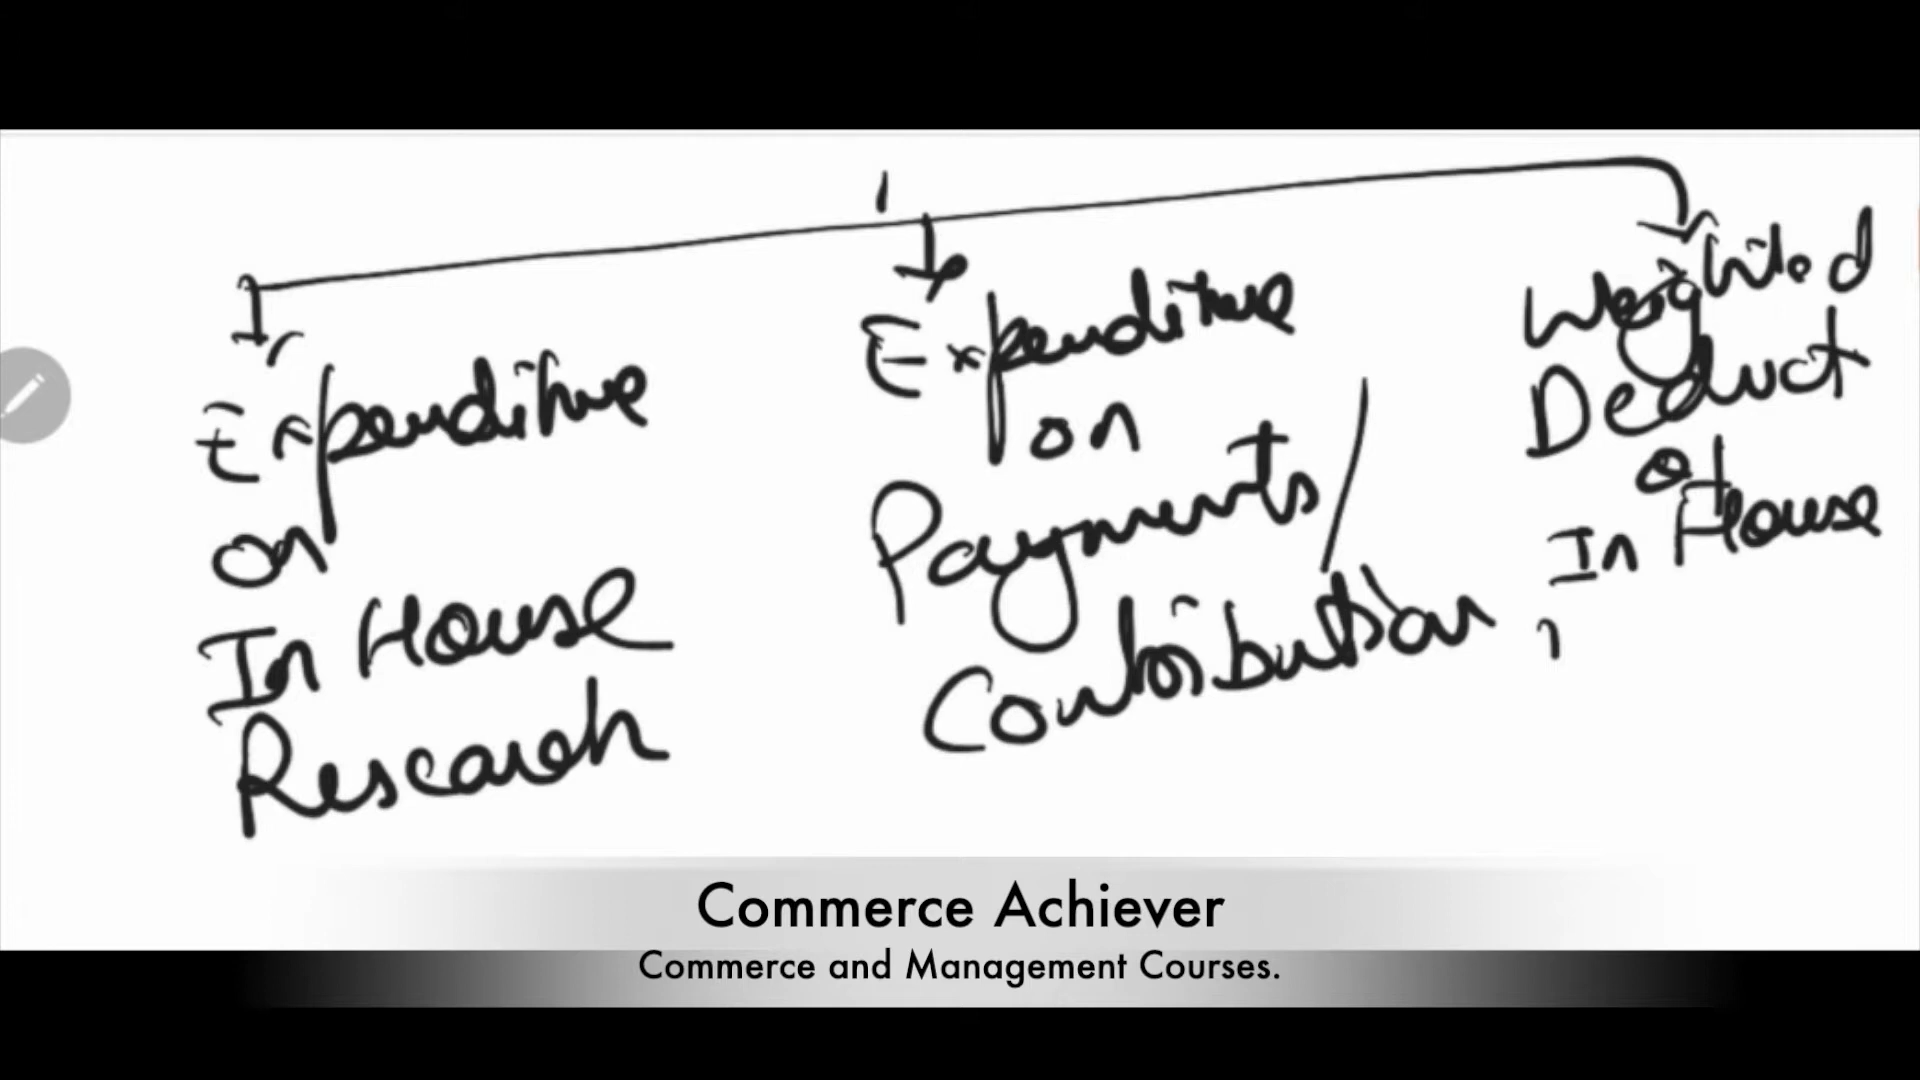 Expenditure
on
In House
Research
Expenditure
on
Payments/
Contribution
Weighted
Deduct
of
In House
Commerce Achiever
Commerce and Management Courses.